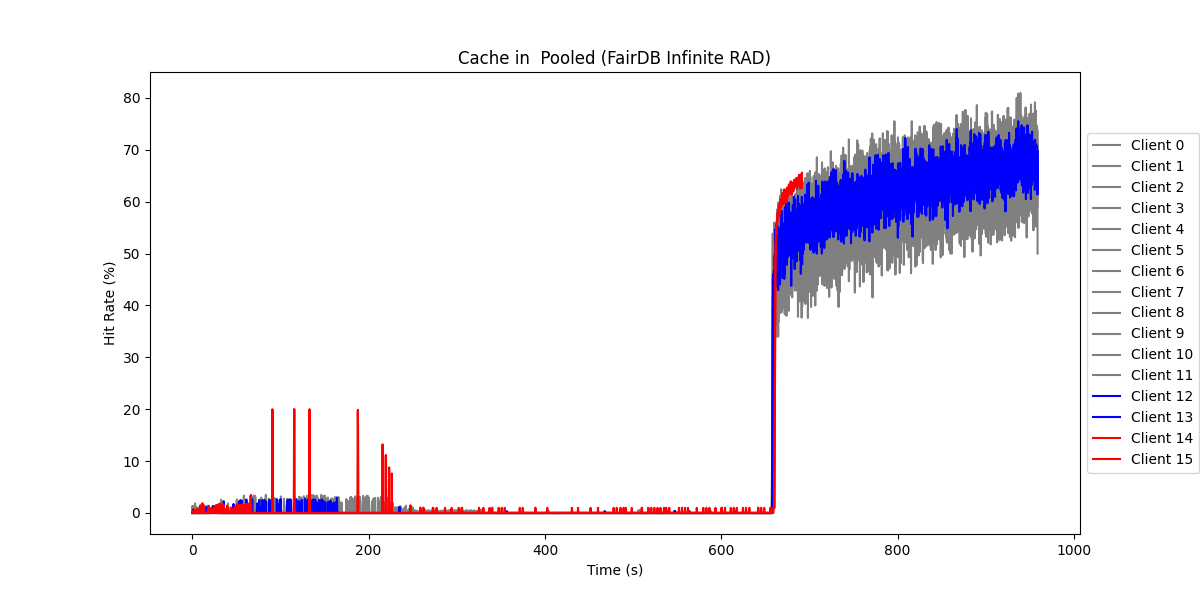 Cache in  Pooled (FairDB Infinite RAD)
Hit Rate (%)
80
70
60
50
40
30
20
10
0
0 200 400 600 800 1000
Time (s)
Client 0
Client 1
Client 2
Client 3
Client 4
Client 5
Client 6
Client 7
Client 8
Client 9
Client 10
Client 11
Client 12
Client 13
Client 14
Client 15